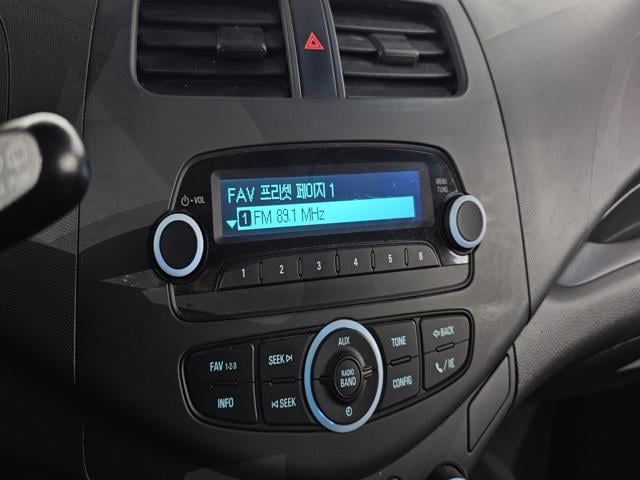 VOL
MENU
TUNE
FAV 프리셋 페이지 1
1 FM 89.1 MHz
1 2 3 4 5 6
AUX
BACK
TONE
FAV 1-2-3
SEEK
RADIO
BAND
CONFIG
INFO
SEEK